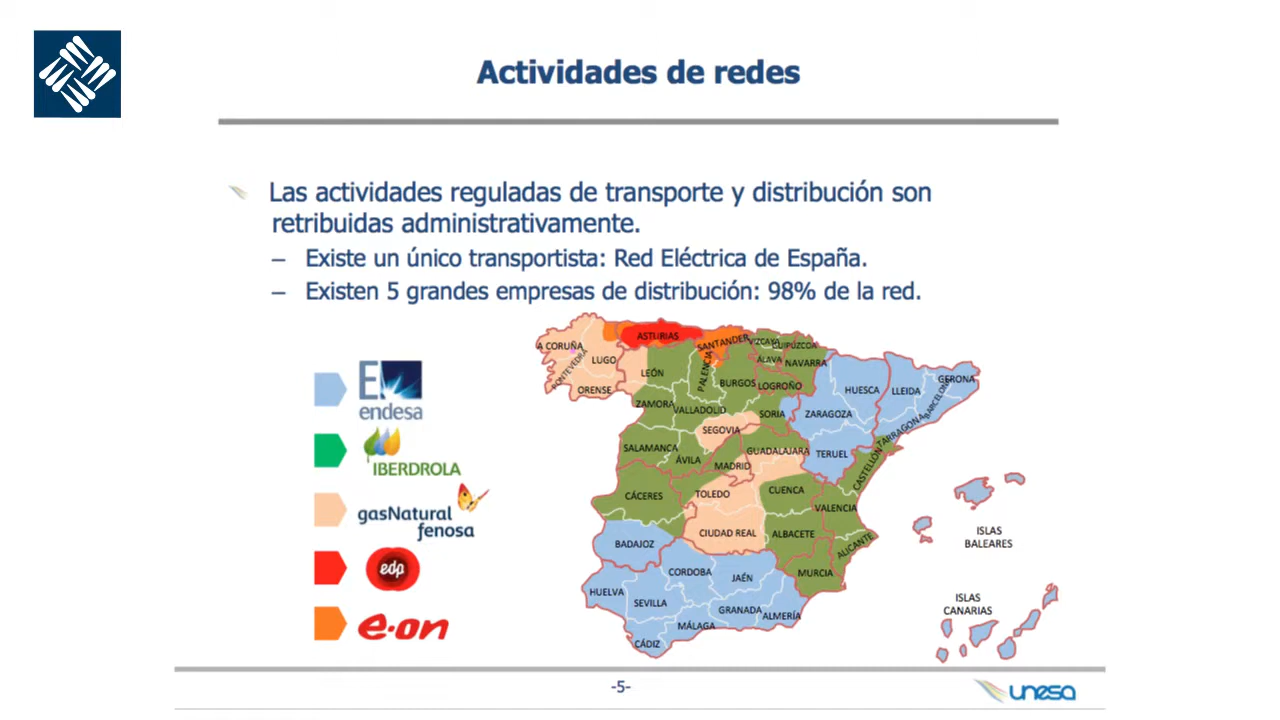 Actividades de redes
Las actividades reguladas de transporte y distribución son
retribuidas administrativamente.
– Existe un único transportista: Red Eléctrica de España.
– Existen 5 grandes empresas de distribución: 98% de la red.
endesa
IBERDROLA
gasNatural
fenosa
edp
e·on
A CORUÑA
LUGO
PONTEVEDRA
ORENSE
ASTURIAS
SANTANDER
VIZCAYA
GUIPÚZCOA
ÁLAVA
NAVARRA
LEÓN
PALENCIA
BURGOS
LOGROÑO
HUESCA
LLEIDA
GERONA
BARCELONA
ZAMORA
VALLADOLID
SORIA
ZARAGOZA
TARRAGONA
SEGOVIA
SALAMANCA
ÁVILA
MADRID
GUADALAJARA
TERUEL
CASTELLÓN
CÁCERES
TOLEDO
CUENCA
VALENCIA
BADAJOZ
CIUDAD REAL
ALBACETE
ALICANTE
MURCIA
HUELVA
SEVILLA
CORDOBA
JAÉN
GRANADA
ALMERÍA
MÁLAGA
CÁDIZ
ISLAS
BALEARES
ISLAS
CANARIAS
-5-
unesa